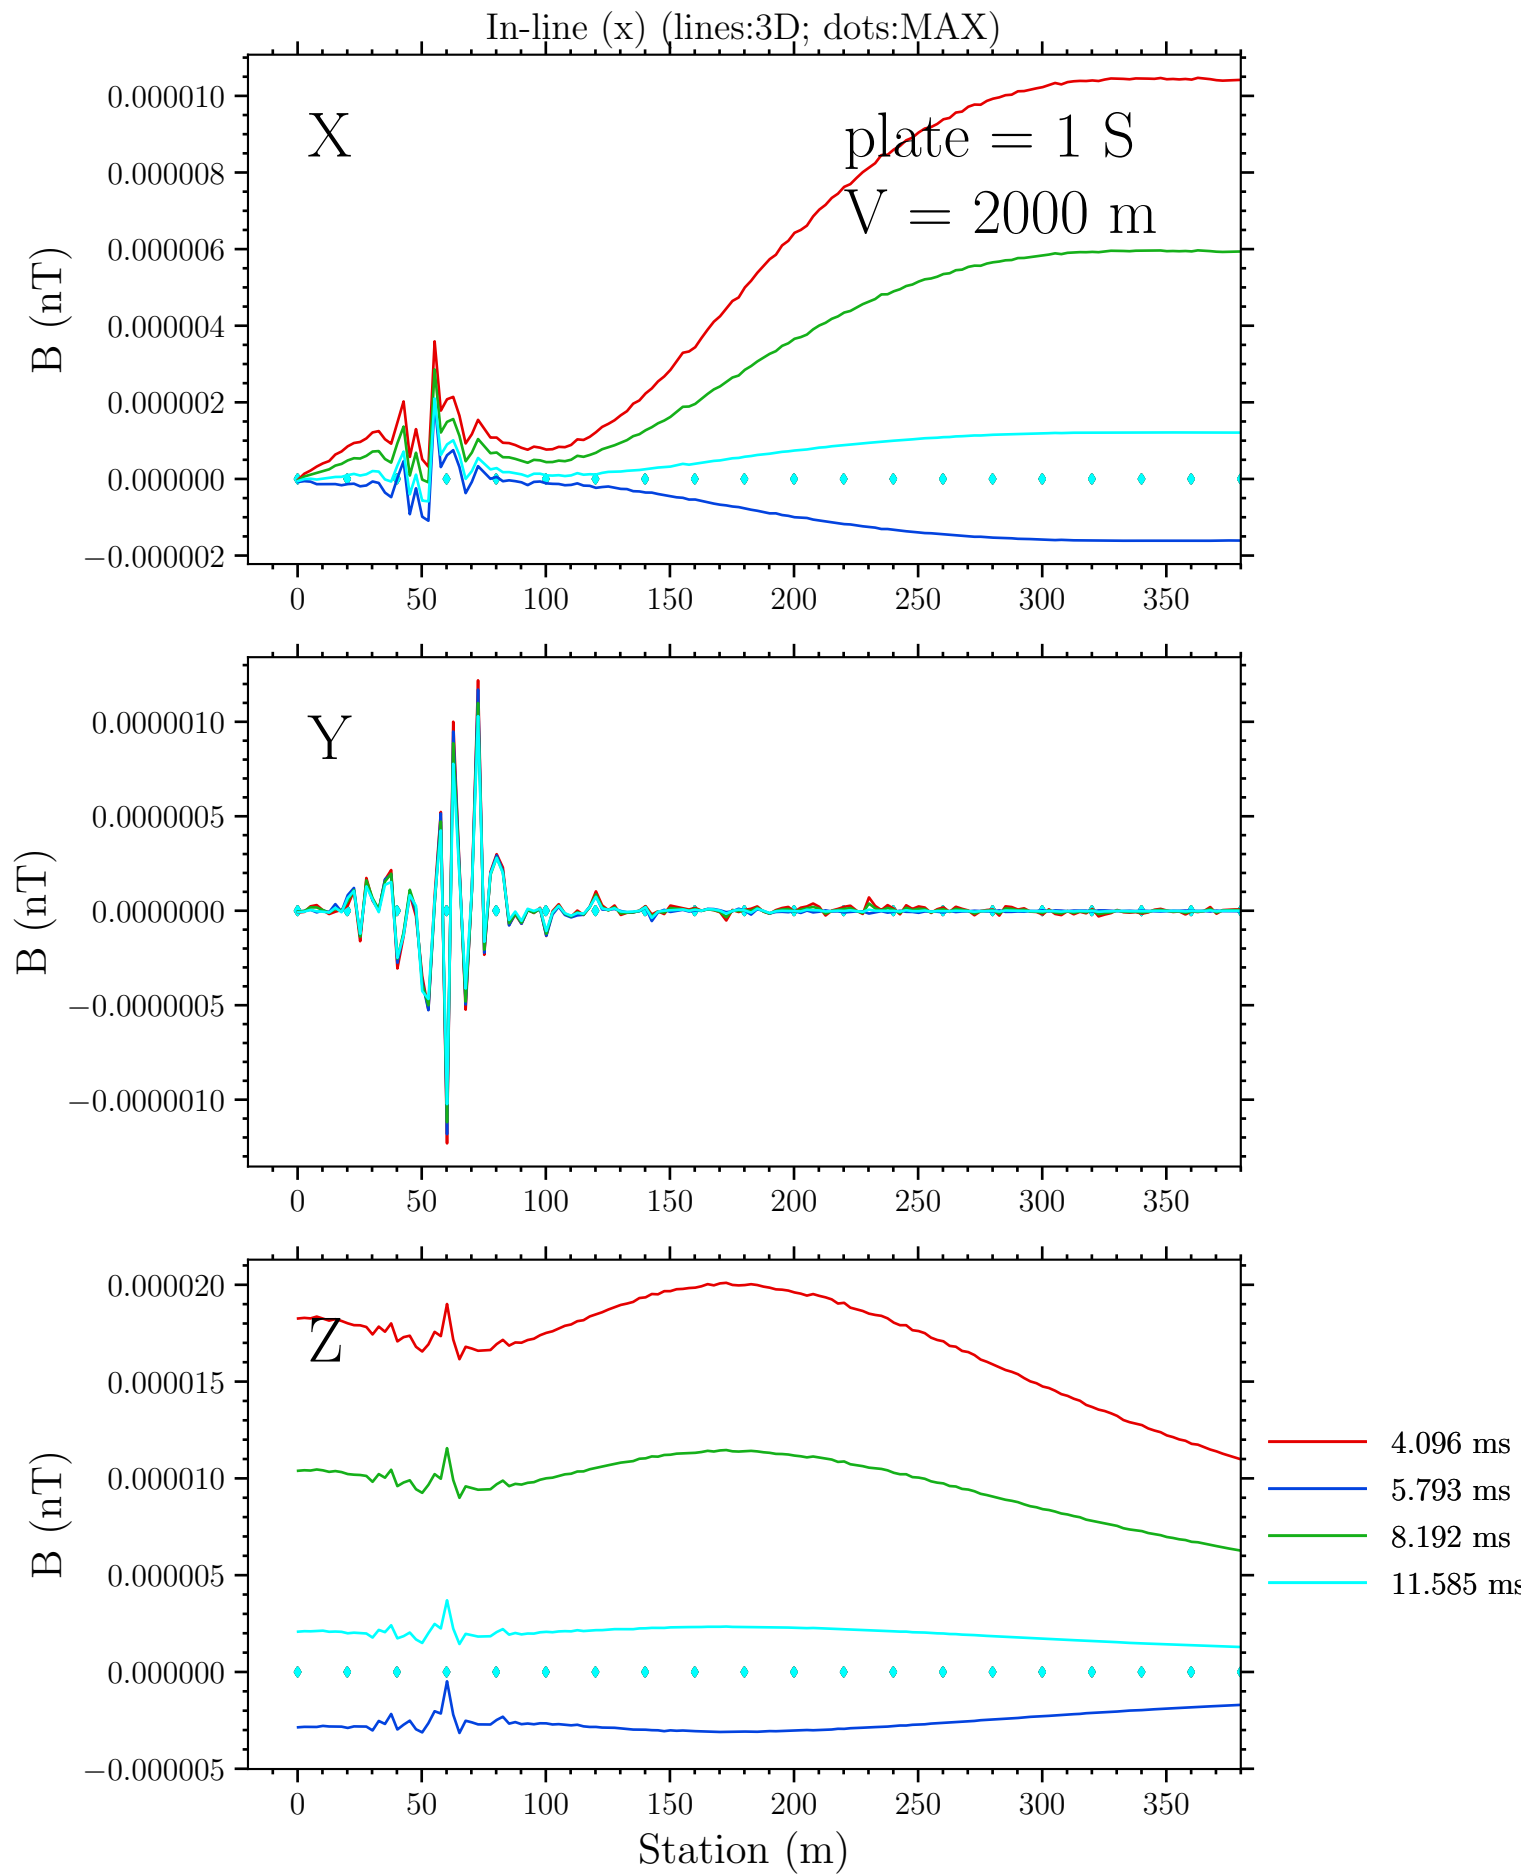 In-line (x) (lines:3D; dots:MAX)
X
plate = 1 S
V = 2000 m
B (nT)
0.000010
0.000008
0.000006
0.000004
0.000002
0.000000
−0.000002
0 50 100 150 200 250 300 350
Y
B (nT)
0.0000010
0.0000005
0.0000000
−0.0000005
−0.0000010
0 50 100 150 200 250 300 350
Z
B (nT)
0.000020
0.000015
0.000010
0.000005
0.000000
−0.000005
0 50 100 150 200 250 300 350
Station (m)
4.096 ms
5.793 ms
8.192 ms
11.585 ms